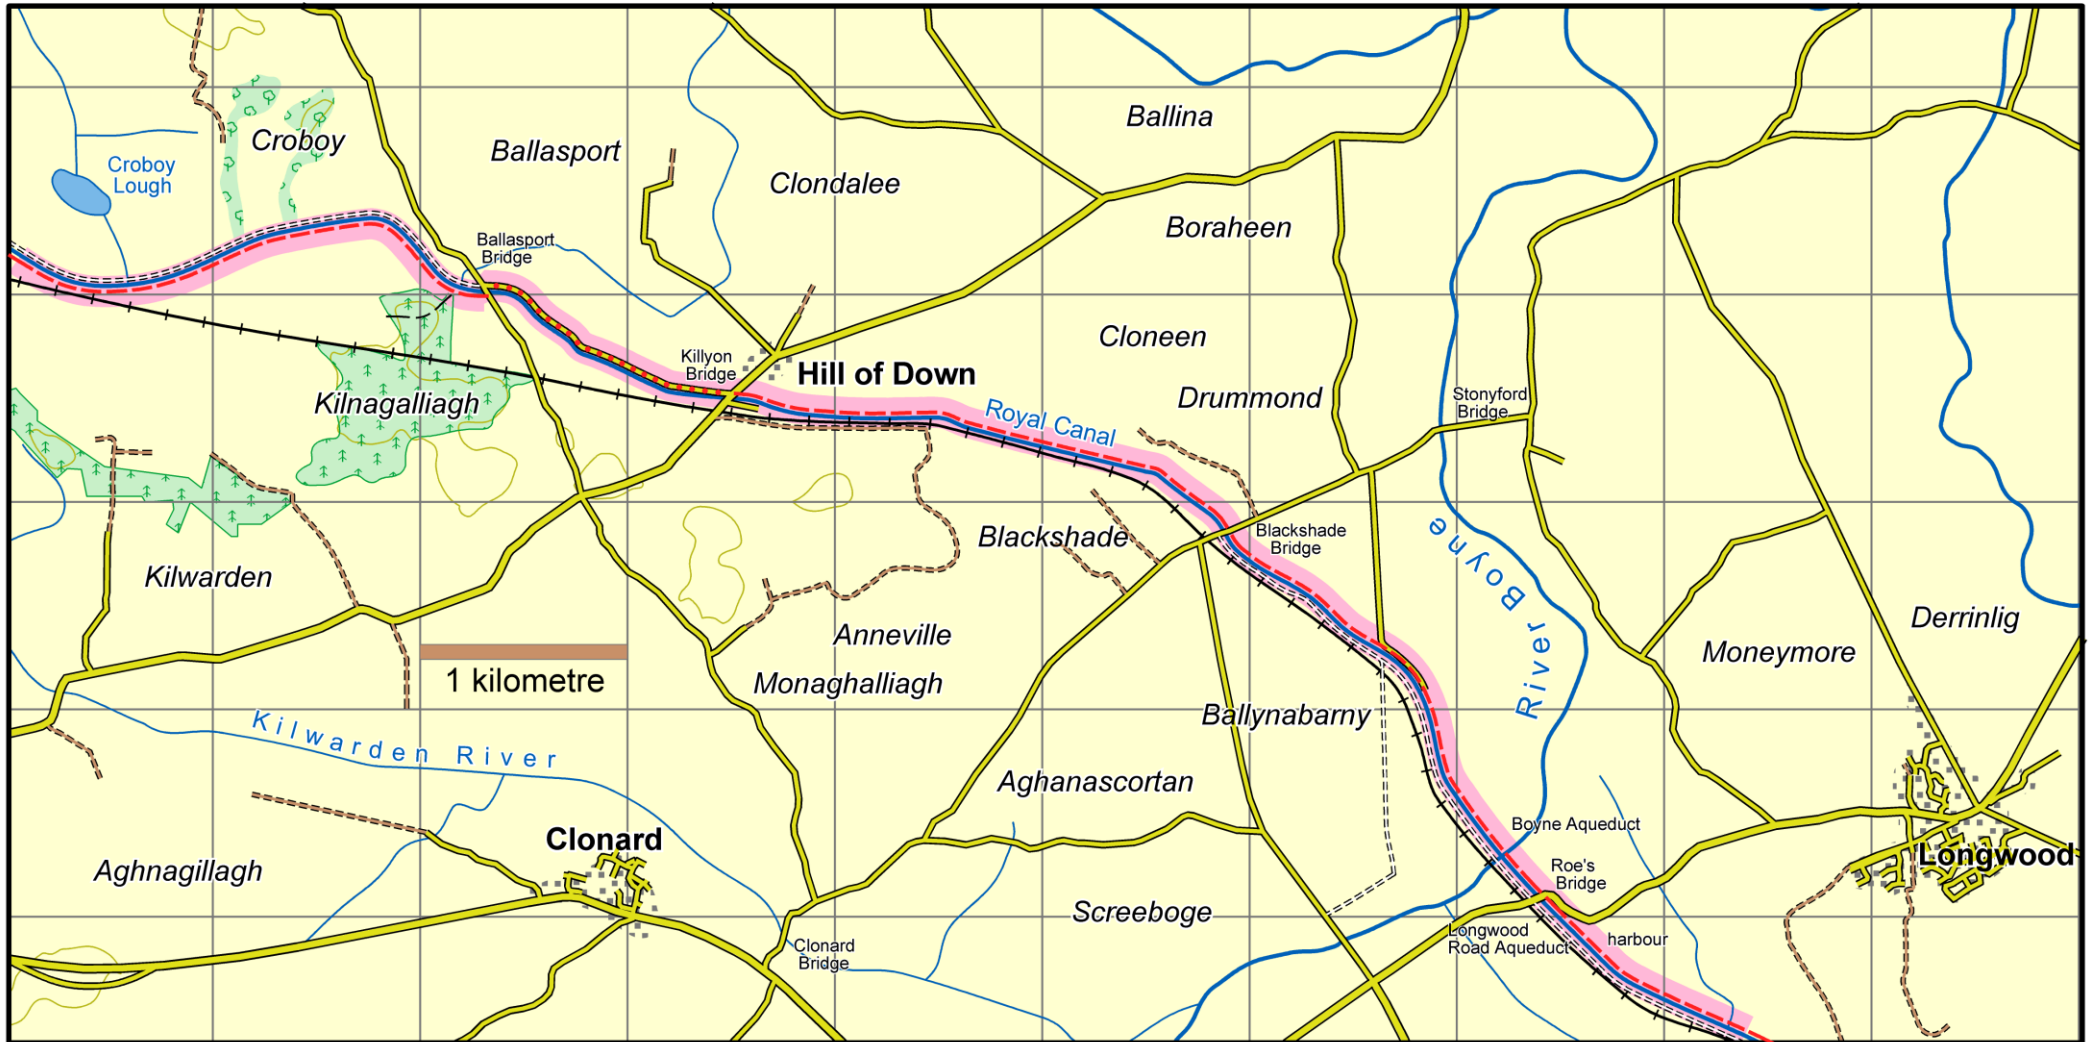 Ballina
Croboy
Ballasport
Croboy
Lough
Clondalee
Boraheen
Ballasport
Bridge
Cloneen
Killyon
Bridge
Hill of Down
Kilnagalliagh
Drummond
Stonyford
Bridge
Royal Canal
Blackshade
Blackshade
Bridge
River Boyne
Kilwarden
Anneville
Derrinlig
1 kilometre
Monaghalliagh
Moneymore
Ballynabarny
Kilwarden River
Aghanascortan
Boyne Aqueduct
Clonard
Longwood
Aghnagillagh
Roe's
Bridge
Screeboge
Clonard
Bridge
Longwood
Road Aqueduct
harbour